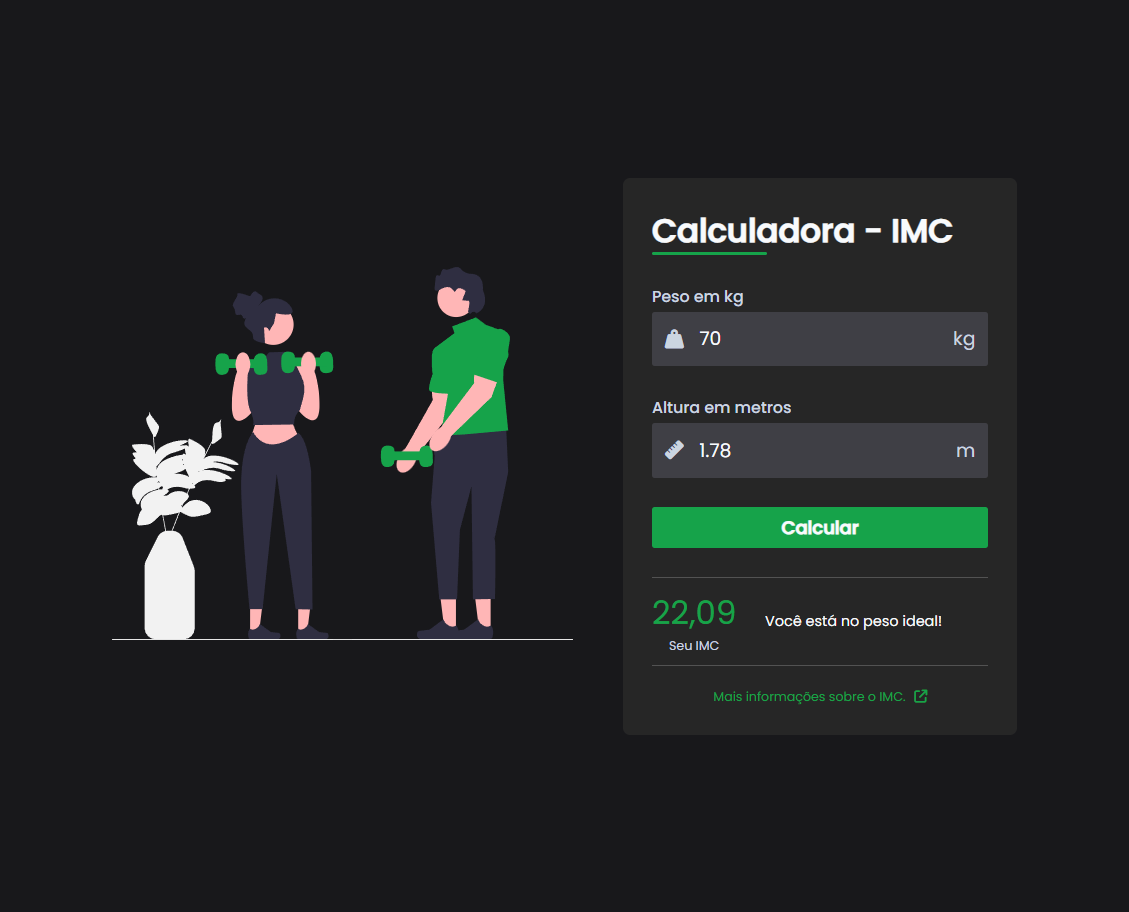 Calculadora - IMC
Peso em kg
70 kg
Altura em metros
1.78 m
Calcular
22,09
Você está no peso ideal!
Seu IMC
Mais informações sobre o IMC.